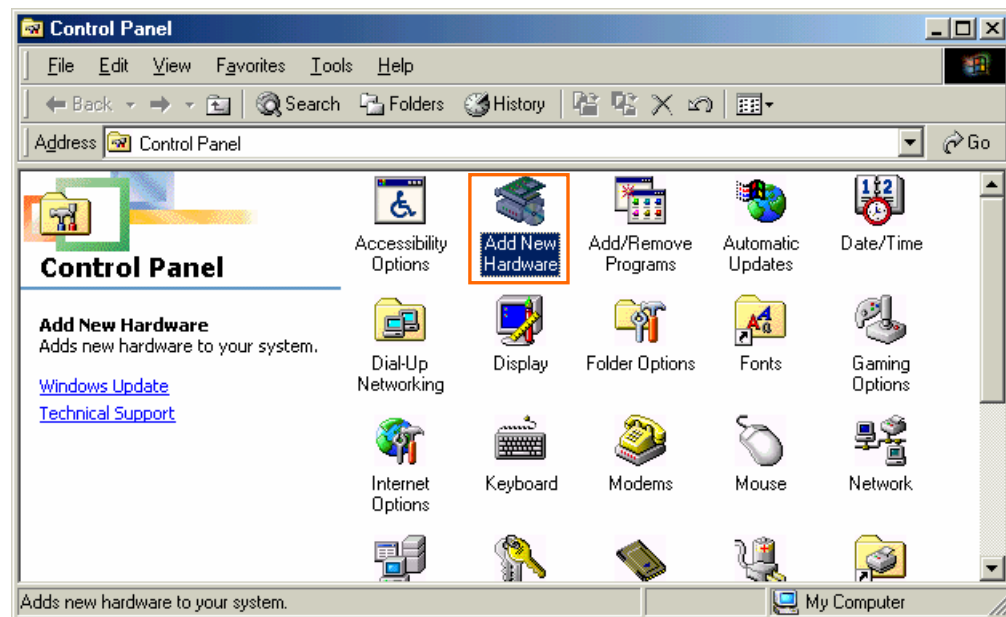 Control Panel
File Edit View Favorites Tools Help
Back Search Folders History
Address Control Panel Go
Control Panel
Add New Hardware
Adds new hardware to your system.
Windows Update
Technical Support
Accessibility Options
Add New Hardware
Add/Remove Programs
Automatic Updates
Date/Time
Dial-Up Networking
Display
Folder Options
Fonts
Gaming Options
Internet Options
Keyboard
Modems
Mouse
Network
Adds new hardware to your system. My Computer